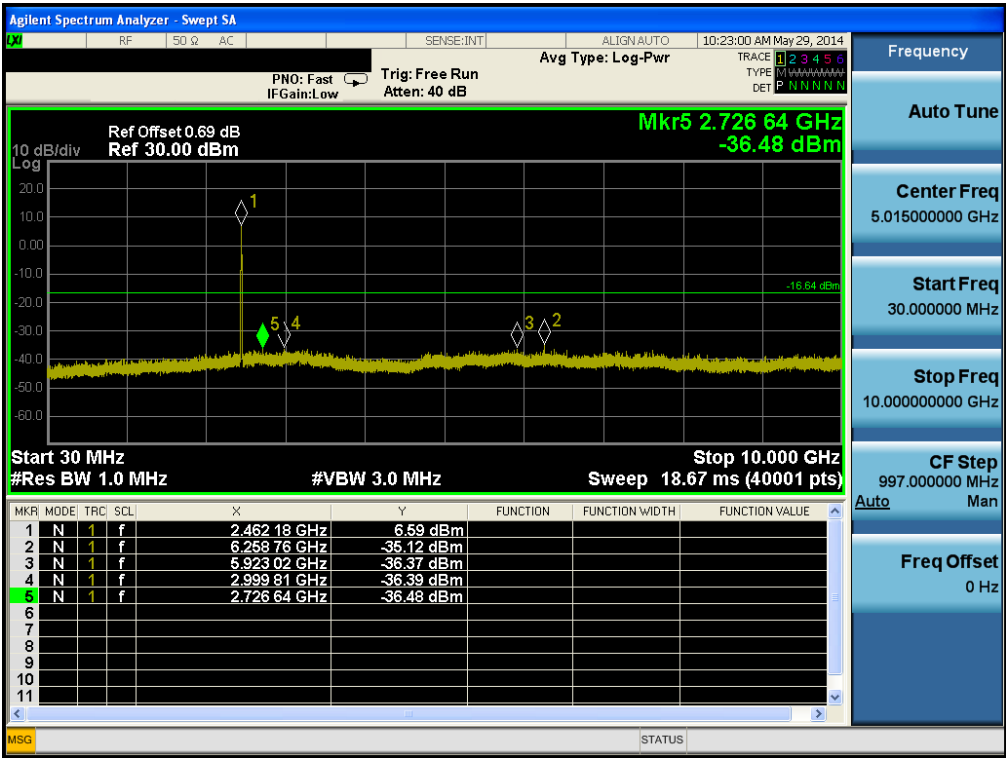 Agilent Spectrum Analyzer - Swept SA
LXI RF 50 Ω AC SENSE:INT ALIGN AUTO 10:23:00 AM May 29, 2014
Avg Type: Log-Pwr TRACE 1 2 3 4 5 6
PNO: Fast Trig: Free Run TYPE M
IFGain:Low Atten: 40 dB DET P N N N N N
Mkr5 2.726 64 GHz
-36.48 dBm
Ref Offset 0.69 dB
10 dB/div Ref 30.00 dBm
Log
20.0
10.0
0.00
-10.0
-20.0
-30.0
-40.0
-50.0
-60.0
1
-16.64 dBm
5 4 3 2
Start 30 MHz Stop 10.000 GHz
#Res BW 1.0 MHz #VBW 3.0 MHz Sweep 18.67 ms (40001 pts)
MKR MODE TRC SCL X Y FUNCTION FUNCTION WIDTH FUNCTION VALUE
1 N 1 f 2.462 18 GHz 6.59 dBm
2 N 1 f 6.258 76 GHz -35.12 dBm
3 N 1 f 5.923 02 GHz -36.37 dBm
4 N 1 f 2.999 81 GHz -36.39 dBm
5 N 1 f 2.726 64 GHz -36.48 dBm
6
7
8
9
10
11
MSG STATUS
Frequency
Auto Tune
Center Freq
5.015000000 GHz
Start Freq
30.000000 MHz
Stop Freq
10.000000000 GHz
CF Step
997.000000 MHz
Auto Man
Freq Offset
0 Hz